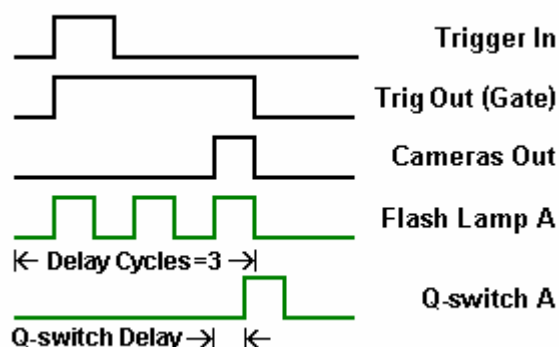 Trigger In
Trig Out (Gate)
Cameras Out
Flash Lamp A
Delay Cycles=3
Q-switch A
Q-switch Delay